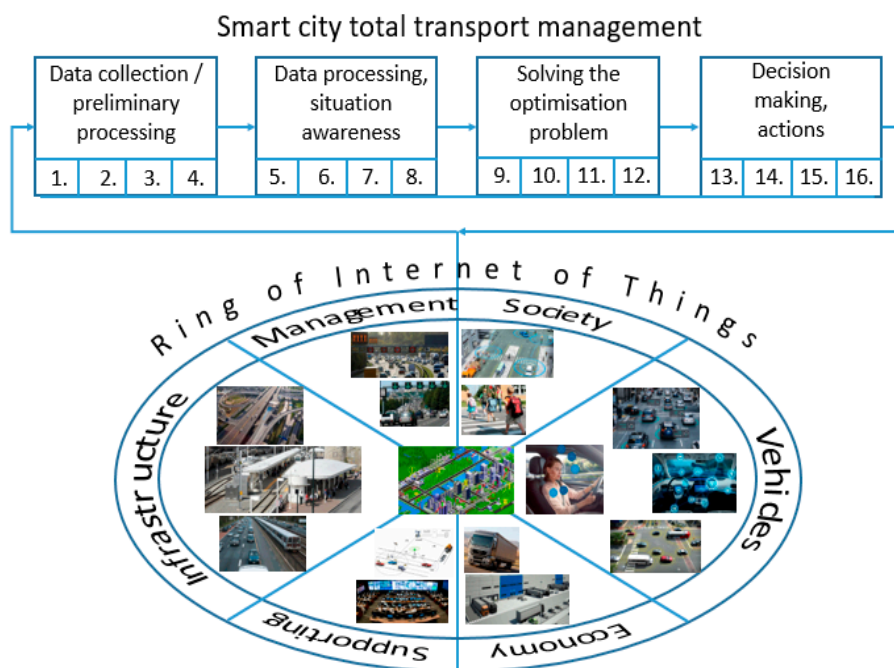 Smart city total transport management
Data collection /
preliminary
processing
1. 2. 3. 4.
Data processing,
situation
awareness
5. 6. 7. 8.
Solving the
optimisation
problem
9. 10. 11. 12.
Decision
making,
actions
13. 14. 15. 16.
Ring of Internet of Things
Management
Society
Infrastructure
Vehicles
Supporting
Economy